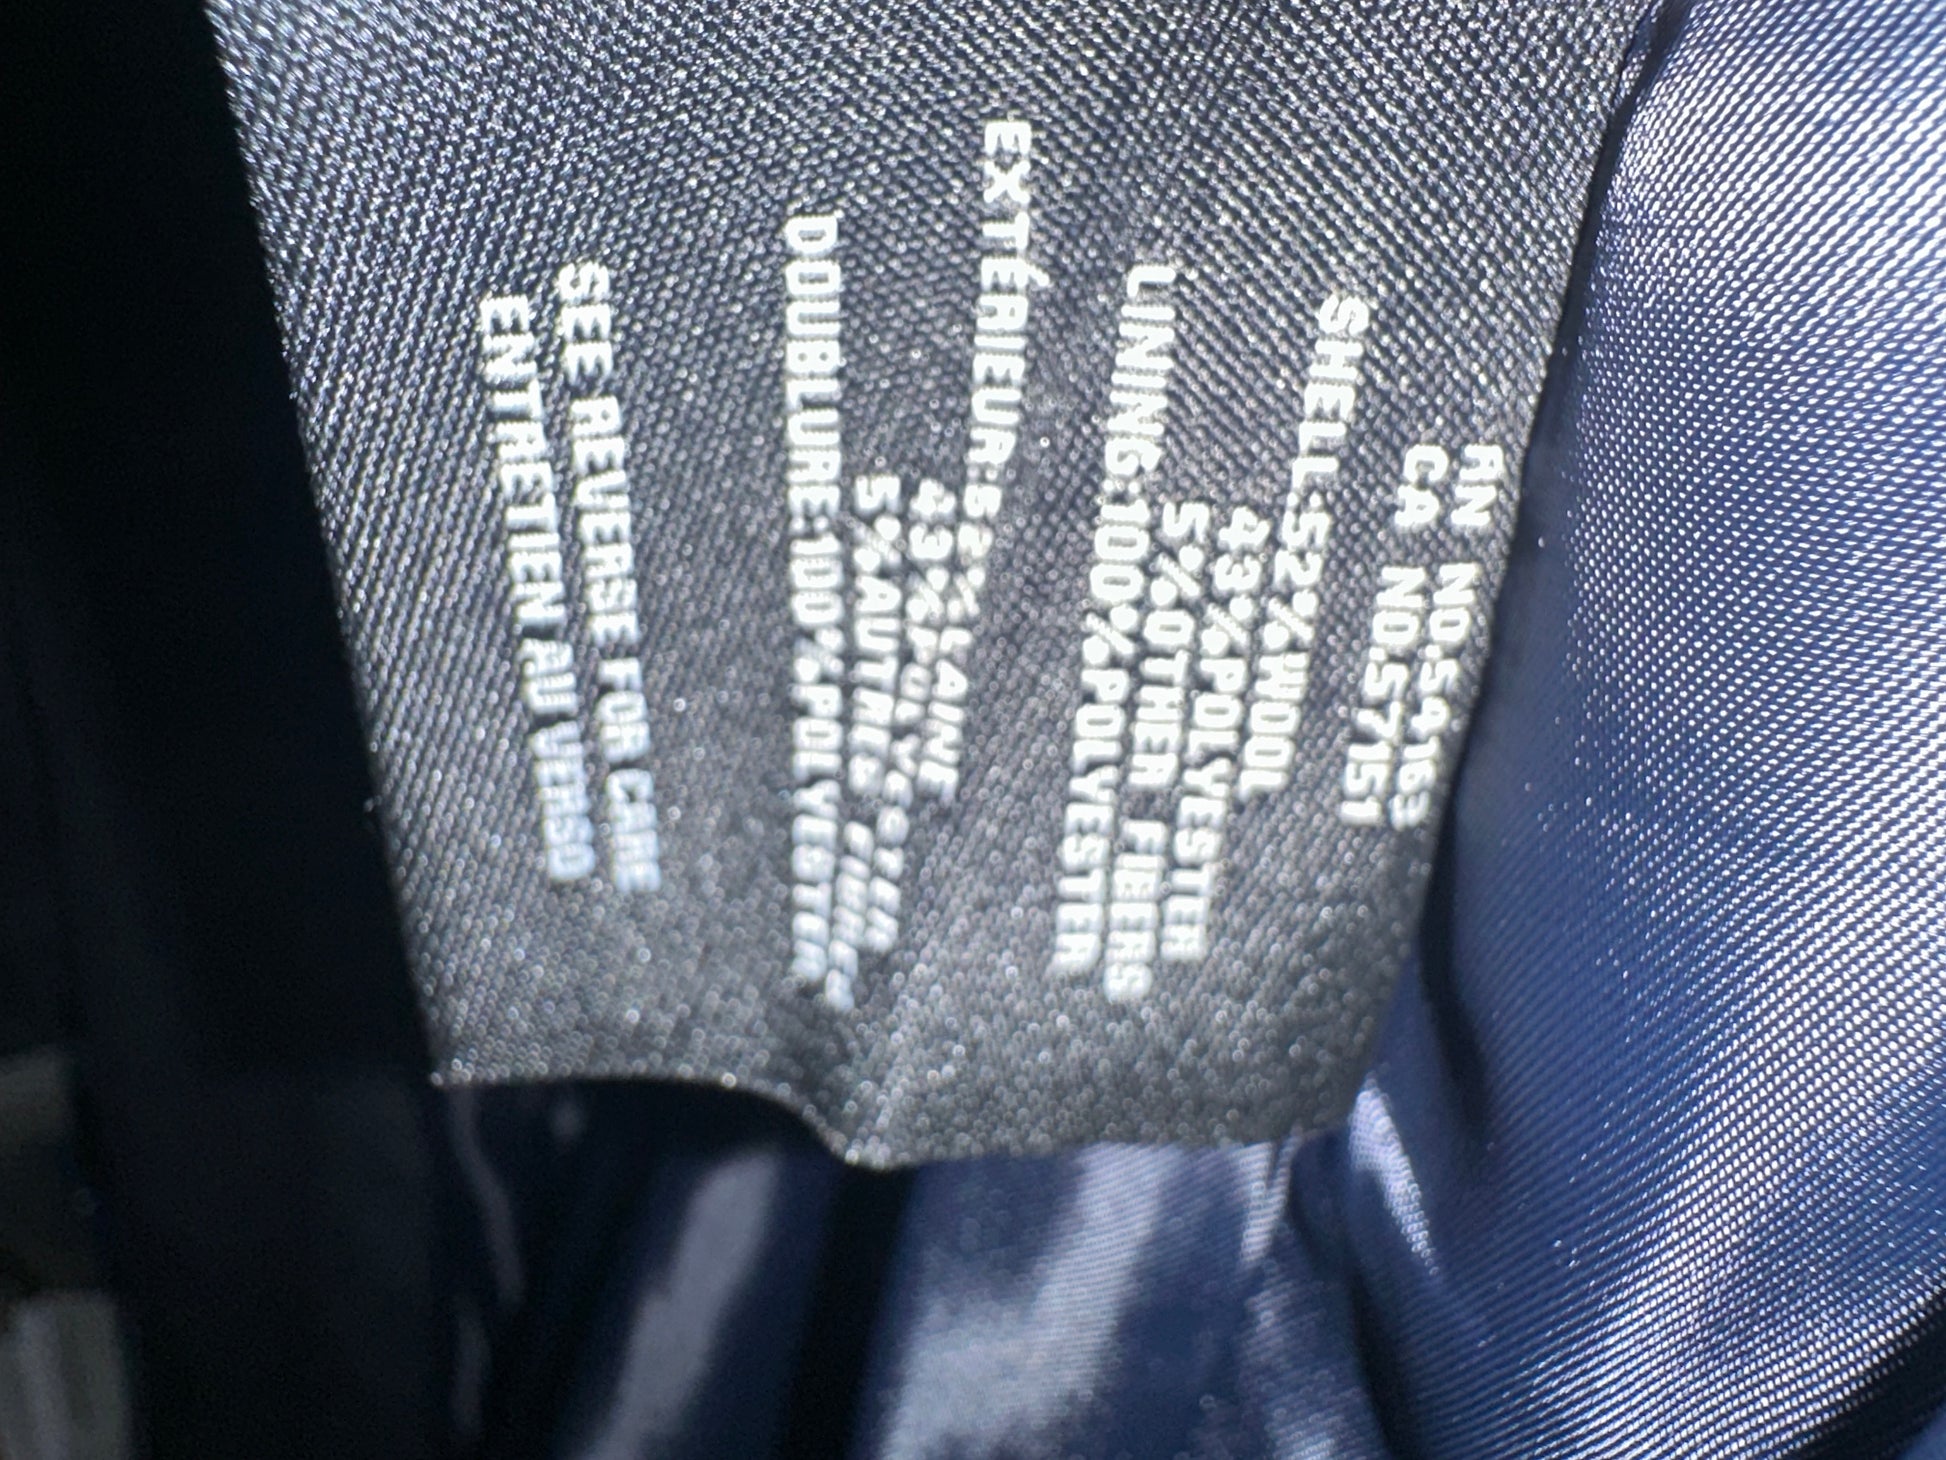 RN NO.54163
CA NO.57151
SHELL:52%WOOL
43%POLYESTER
5%OTHER FIBERS
LINING:100%POLYESTER
EXTÉRIEUR:52%LAINE
43%POLYESTER
5%AUTRES FIBRES
DOUBLURE:100%POLYESTER
SEE REVERSE FOR CARE
ENTRETIEN AU VERSO